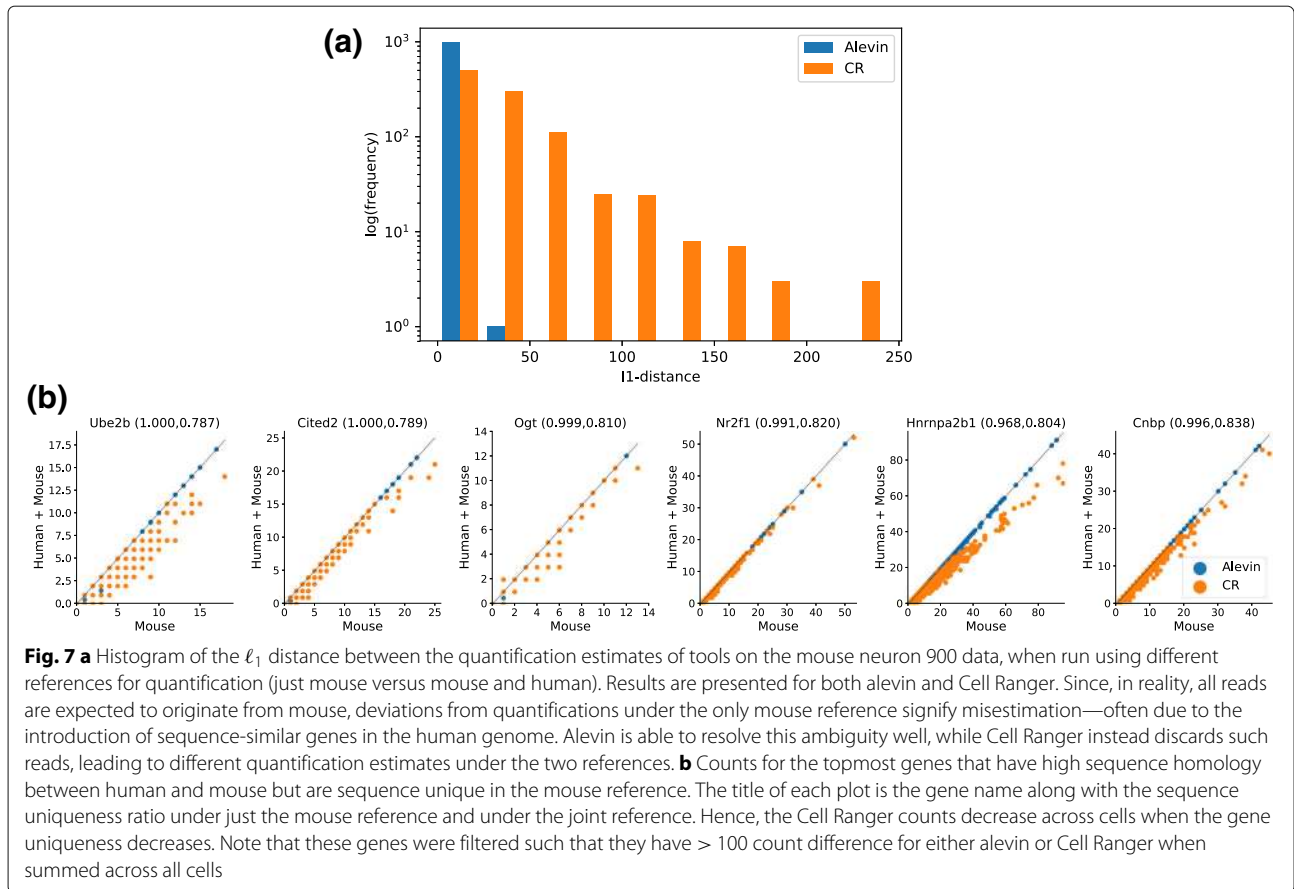 (a)
10³
10²
10¹
10⁰
log(frequency)
Alevin
CR
0 50 100 150 200 250
l1-distance
(b)
Ube2b (1.000,0.787)
17.5
15.0
12.5
10.0
7.5
5.0
2.5
0.0
Human + Mouse
0 5 10 15
Mouse
Cited2 (1.000,0.789)
25
20
15
10
5
0
Human + Mouse
0 5 10 15 20 25
Mouse
Ogt (0.999,0.810)
14
12
10
8
6
4
2
0
Human + Mouse
0 2 4 6 8 10 12 14
Mouse
Nr2f1 (0.991,0.820)
50
40
30
20
10
0
Human + Mouse
0 10 20 30 40 50
Mouse
Hnrnpa2b1 (0.968,0.804)
80
60
40
20
0
Human + Mouse
0 20 40 60 80
Mouse
Cnbp (0.996,0.838)
40
30
20
10
0
Human + Mouse
0 10 20 30 40
Mouse
Alevin
CR
Fig. 7 a Histogram of the ℓ₁ distance between the quantification estimates of tools on the mouse neuron 900 data, when run using different
references for quantification (just mouse versus mouse and human). Results are presented for both alevin and Cell Ranger. Since, in reality, all reads
are expected to originate from mouse, deviations from quantifications under the only mouse reference signify misestimation—often due to the
introduction of sequence-similar genes in the human genome. Alevin is able to resolve this ambiguity well, while Cell Ranger instead discards such
reads, leading to different quantification estimates under the two references. b Counts for the topmost genes that have high sequence homology
between human and mouse but are sequence unique in the mouse reference. The title of each plot is the gene name along with the sequence
uniqueness ratio under just the mouse reference and under the joint reference. Hence, the Cell Ranger counts decrease across cells when the gene
uniqueness decreases. Note that these genes were filtered such that they have > 100 count difference for either alevin or Cell Ranger when
summed across all cells